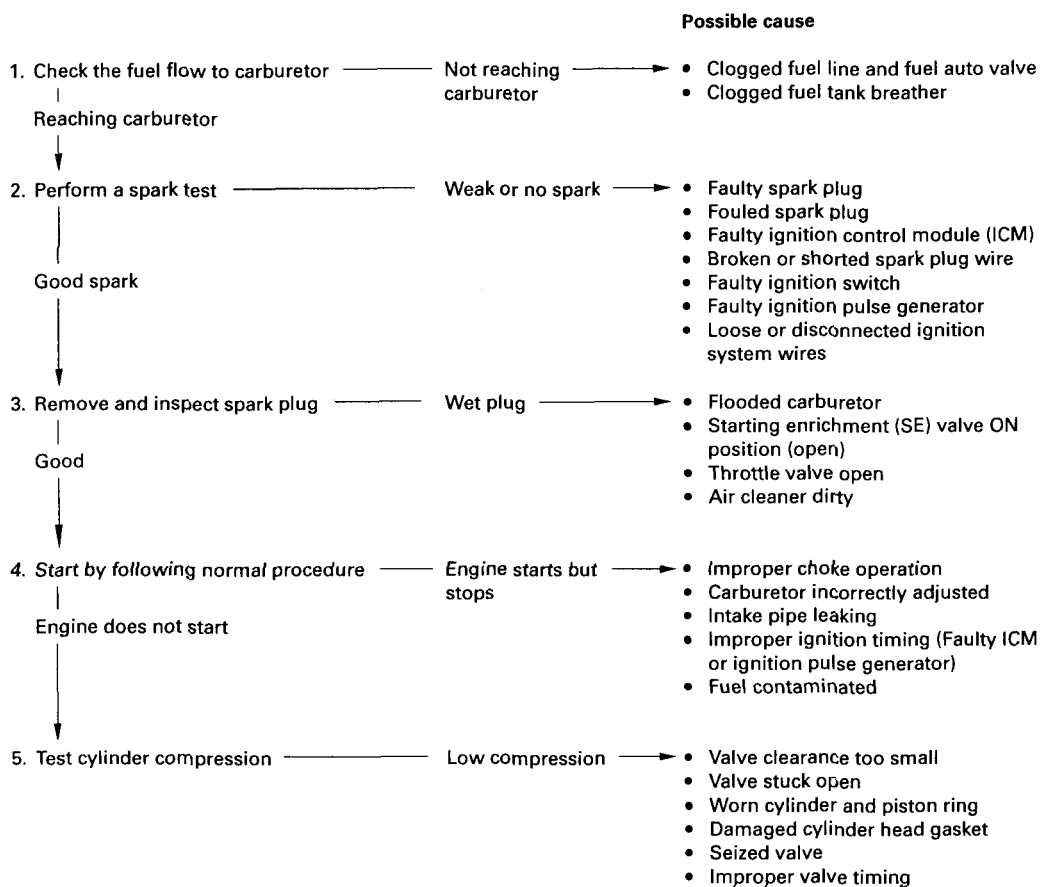 Possible cause
1. Check the fuel flow to carburetor
Not reaching
carburetor
• Clogged fuel line and fuel auto valve
• Clogged fuel tank breather
Reaching carburetor
2. Perform a spark test
Weak or no spark
• Faulty spark plug
• Fouled spark plug
• Faulty ignition control module (ICM)
• Broken or shorted spark plug wire
• Faulty ignition switch
• Faulty ignition pulse generator
• Loose or disconnected ignition
system wires
Good spark
3. Remove and inspect spark plug
Wet plug
• Flooded carburetor
• Starting enrichment (SE) valve ON
position (open)
• Throttle valve open
• Air cleaner dirty
Good
4. Start by following normal procedure
Engine starts but
stops
• Improper choke operation
• Carburetor incorrectly adjusted
• Intake pipe leaking
• Improper ignition timing (Faulty ICM
or ignition pulse generator)
• Fuel contaminated
Engine does not start
5. Test cylinder compression
Low compression
• Valve clearance too small
• Valve stuck open
• Worn cylinder and piston ring
• Damaged cylinder head gasket
• Seized valve
• Improper valve timing